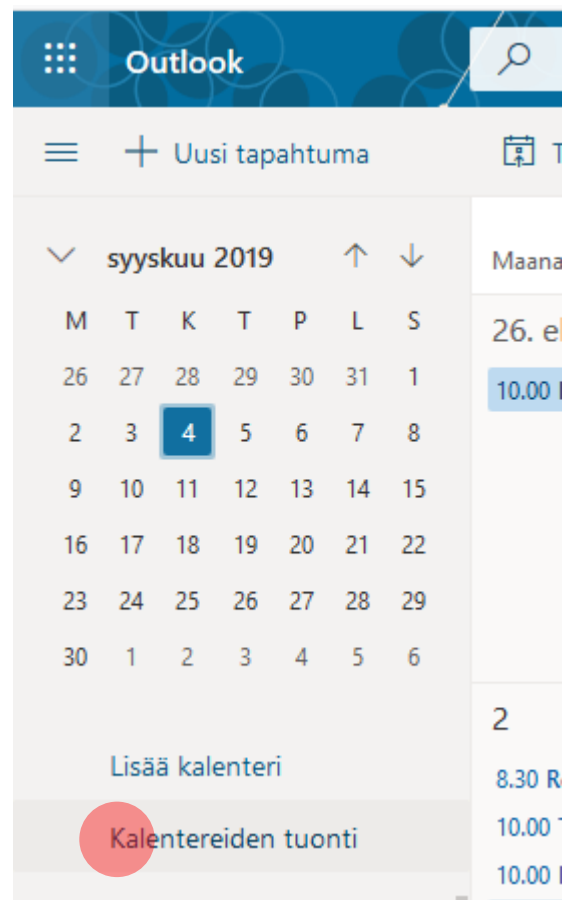 Outlook
Uusi tapahtuma
syyskuu 2019
M T K T P L S
26 27 28 29 30 31 1
2 3 4 5 6 7 8
9 10 11 12 13 14 15
16 17 18 19 20 21 22
23 24 25 26 27 28 29
30 1 2 3 4 5 6
Lisää kalenteri
Kalentereiden tuonti
26.
10.00
2
8.30
10.00
10.00